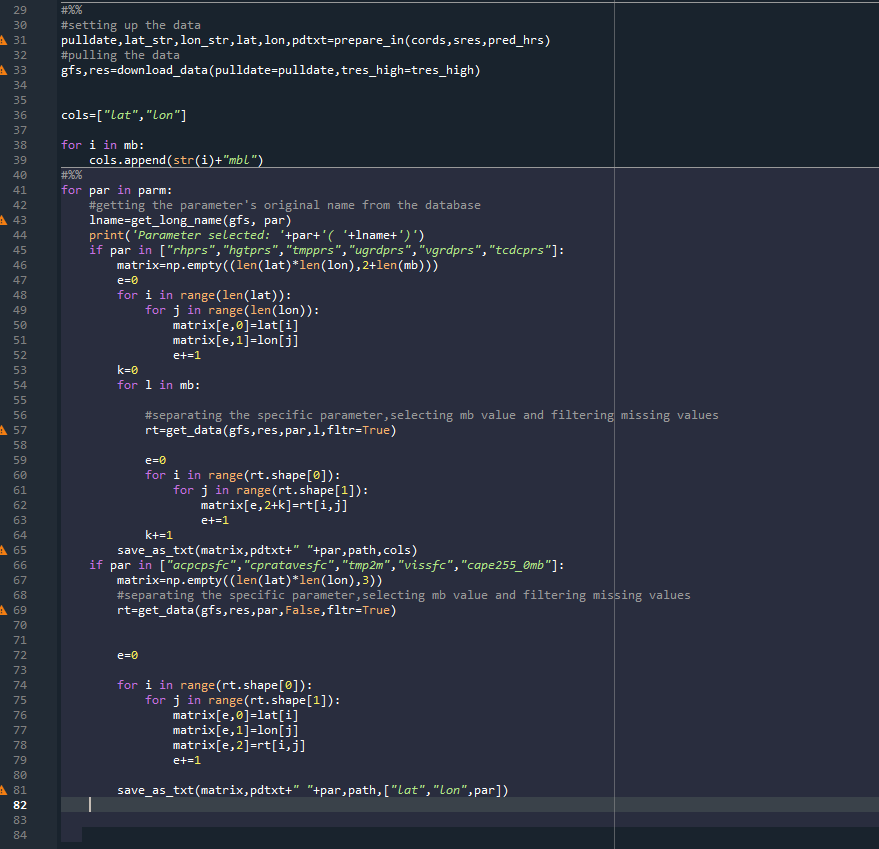 29 #%%
30 #setting up the data
31 pulldate,lat_str,lon_str,lat,lon,pdtxt=prepare_in(cords,sres,pred_hrs)
32 #pulling the data
33 gfs,res=download_data(pulldate=pulldate,tres_high=tres_high)
34
35
36 cols=["lat","lon"]
37
38 for i in mb:
39     cols.append(str(i)+"mbl")
40 #%%
41 for par in parm:
42     #getting the parameter's original name from the database
43     lname=get_long_name(gfs, par)
44     print('Parameter selected: '+par+'( '+lname+')')
45     if par in ["rhprs","hgtprs","tmpprs","ugrdprs","vgrdprs","tcdcprs"]:
46         matrix=np.empty((len(lat)*len(lon),2+len(mb)))
47         e=0
48         for i in range(len(lat)):
49             for j in range(len(lon)):
50                 matrix[e,0]=lat[i]
51                 matrix[e,1]=lon[j]
52                 e+=1
53         k=0
54         for l in mb:
55
56             #separating the specific parameter,selecting mb value and filtering missing values
57             rt=get_data(gfs,res,par,l,fltr=True)
58
59             e=0
60             for i in range(rt.shape[0]):
61                 for j in range(rt.shape[1]):
62                     matrix[e,2+k]=rt[i,j]
63                     e+=1
64             k+=1
65         save_as_txt(matrix,pdtxt+" "+par,path,cols)
66     if par in ["acpcpsfc","cpratavesfc","tmp2m","vissfc","cape255_0mb"]:
67         matrix=np.empty((len(lat)*len(lon),3))
68         #separating the specific parameter,selecting mb value and filtering missing values
69         rt=get_data(gfs,res,par,False,fltr=True)
70
71
72         e=0
73
74         for i in range(rt.shape[0]):
75             for j in range(rt.shape[1]):
76                 matrix[e,0]=lat[i]
77                 matrix[e,1]=lon[j]
78                 matrix[e,2]=rt[i,j]
79                 e+=1
80
81         save_as_txt(matrix,pdtxt+" "+par,path,["lat","lon",par])
82
83
84